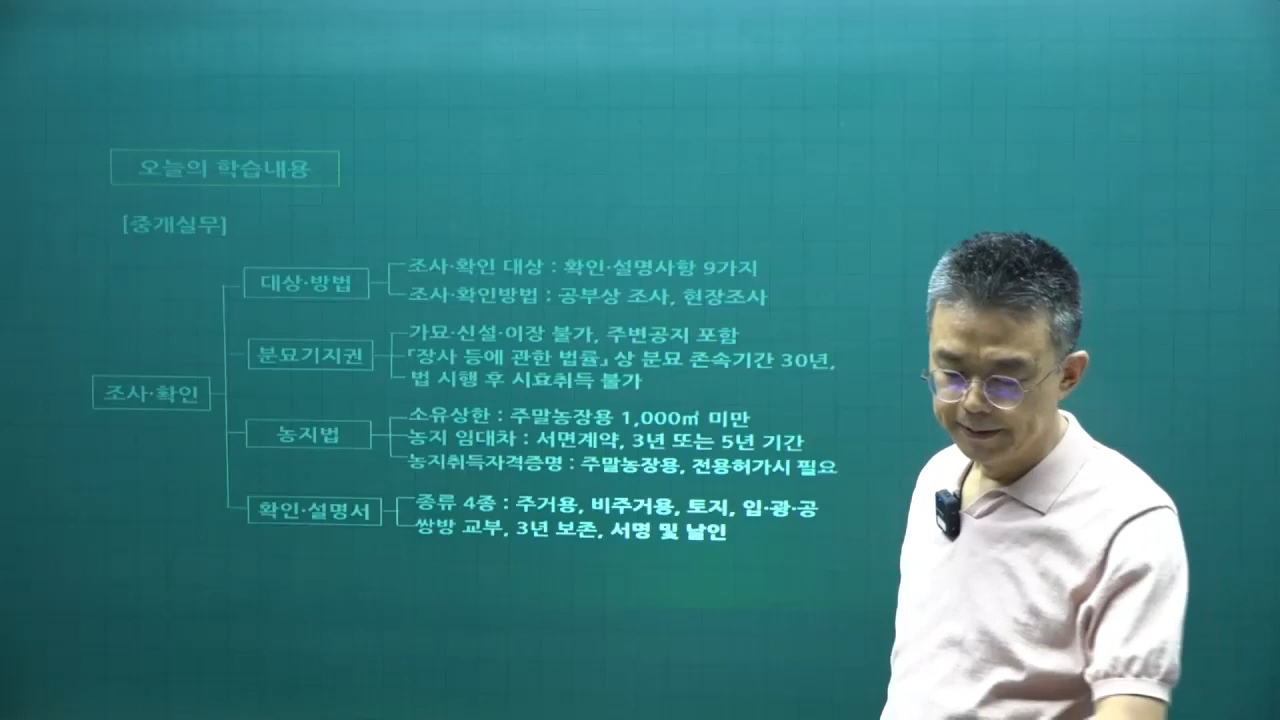 오늘의 학습내용
[중개실무]
조사·확인
대상·방법
조사·확인 대상 : 확인·설명사항 9가지
조사·확인방법 : 공부상 조사, 현장조사
분묘기지권
가묘·신설·이장 불가, 주변공지 포함
「장사 등에 관한 법률」 상 분묘 존속기간 30년,
법 시행 후 시효취득 불가
농지법
소유상한 : 주말농장용 1,000㎡ 미만
농지 임대차 : 서면계약, 3년 또는 5년 기간
농지취득자격증명 : 주말농장용, 전용허가시 필요
확인·설명서
종류 4종 : 주거용, 비주거용, 토지, 입·광·공
쌍방 교부, 3년 보존, 서명 및 날인